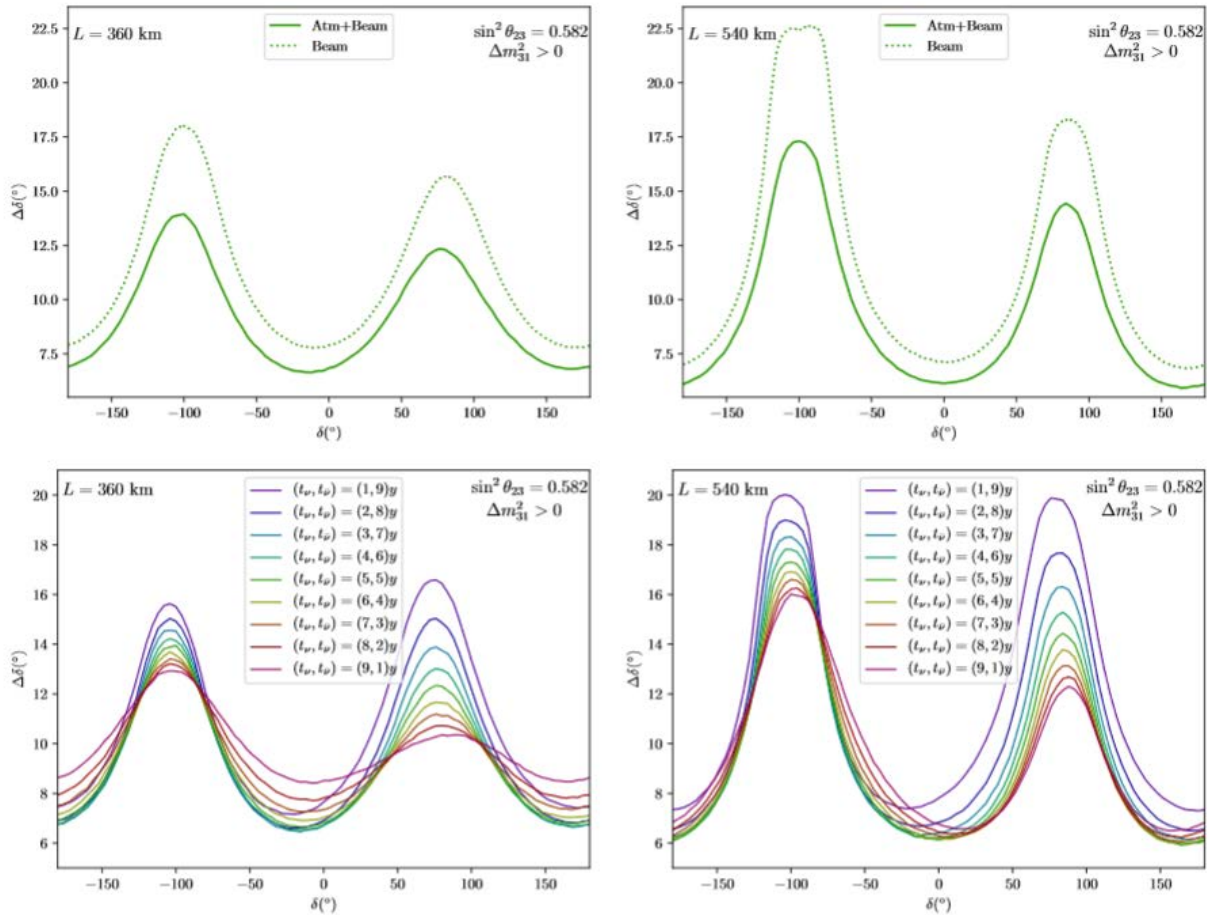 L = 360 km
Atm+Beam
Beam
sin² θ₂₃ = 0.582
Δm²₃₁ > 0
22.5
20.0
17.5
15.0
12.5
10.0
7.5
Δδ(°)
−150 −100 −50 0 50 100 150
δ(°)
L = 540 km
Atm+Beam
Beam
sin² θ₂₃ = 0.582
Δm²₃₁ > 0
22.5
20.0
17.5
15.0
12.5
10.0
7.5
Δδ(°)
−150 −100 −50 0 50 100 150
δ(°)
L = 360 km
(tν, tν̄) = (1, 9)y
(tν, tν̄) = (2, 8)y
(tν, tν̄) = (3, 7)y
(tν, tν̄) = (4, 6)y
(tν, tν̄) = (5, 5)y
(tν, tν̄) = (6, 4)y
(tν, tν̄) = (7, 3)y
(tν, tν̄) = (8, 2)y
(tν, tν̄) = (9, 1)y
sin² θ₂₃ = 0.582
Δm²₃₁ > 0
20
18
16
14
12
10
8
6
Δδ(°)
−150 −100 −50 0 50 100 150
δ(°)
L = 540 km
(tν, tν̄) = (1, 9)y
(tν, tν̄) = (2, 8)y
(tν, tν̄) = (3, 7)y
(tν, tν̄) = (4, 6)y
(tν, tν̄) = (5, 5)y
(tν, tν̄) = (6, 4)y
(tν, tν̄) = (7, 3)y
(tν, tν̄) = (8, 2)y
(tν, tν̄) = (9, 1)y
sin² θ₂₃ = 0.582
Δm²₃₁ > 0
20
18
16
14
12
10
8
6
Δδ(°)
−150 −100 −50 0 50 100 150
δ(°)